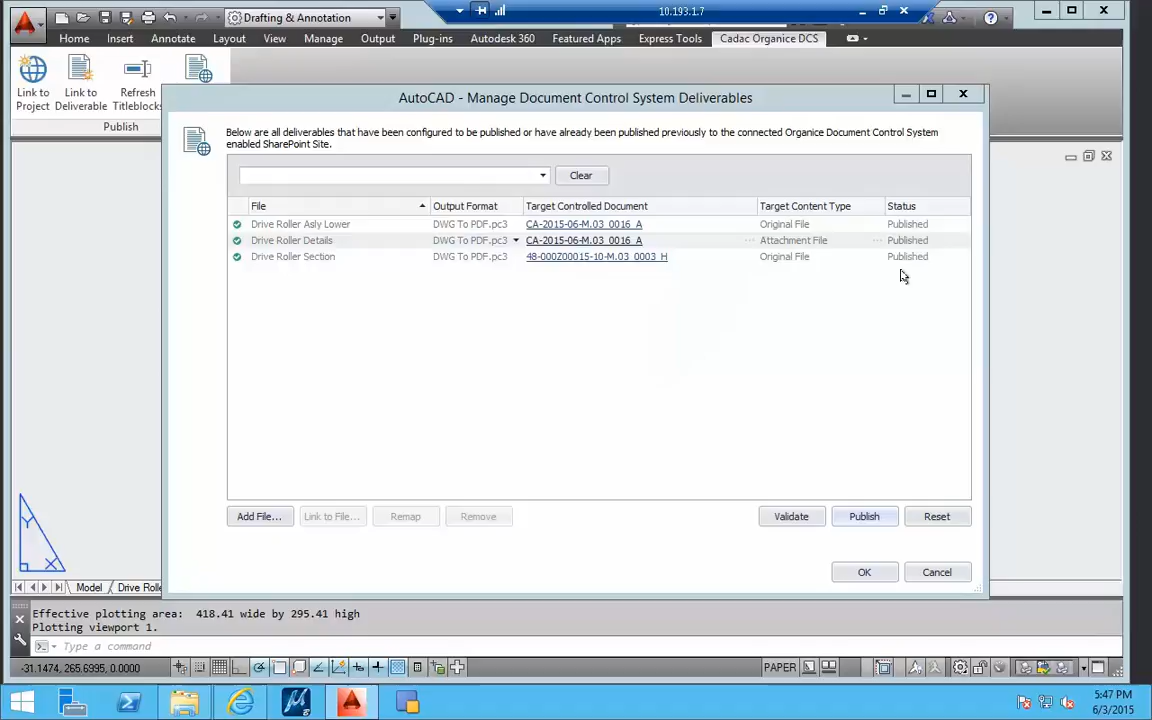 Drafting & Annotation
10.193.1.7
Home Insert Annotate Layout View Manage Output Plug-ins Autodesk 360 Featured Apps Express Tools Cadac Organice DCS
Link to
Project
Link to
Deliverable
Refresh
Titleblocks
Publish
AutoCAD - Manage Document Control System Deliverables
Below are all deliverables that have been configured to be published or have already been published previously to the connected Organice Document Control System
enabled SharePoint Site.
Clear
File Output Format Target Controlled Document Target Content Type Status
Drive Roller Asly Lower DWG To PDF.pc3 CA-2015-06-M.03_0016_A Original File Published
Drive Roller Details DWG To PDF.pc3 CA-2015-06-M.03_0016_A Attachment File Published
Drive Roller Section DWG To PDF.pc3 48-000Z00015-10-M.03_0003_H Original File Published
Add File... Link to File... Remap Remove Validate Publish Reset
OK Cancel
Y
X
Model Drive Rolle
Effective plotting area: 418.41 wide by 295.41 high
Plotting viewport 1.
Type a command
-31.1474, 265.6995, 0.0000
PAPER
5:47 PM
6/3/2015